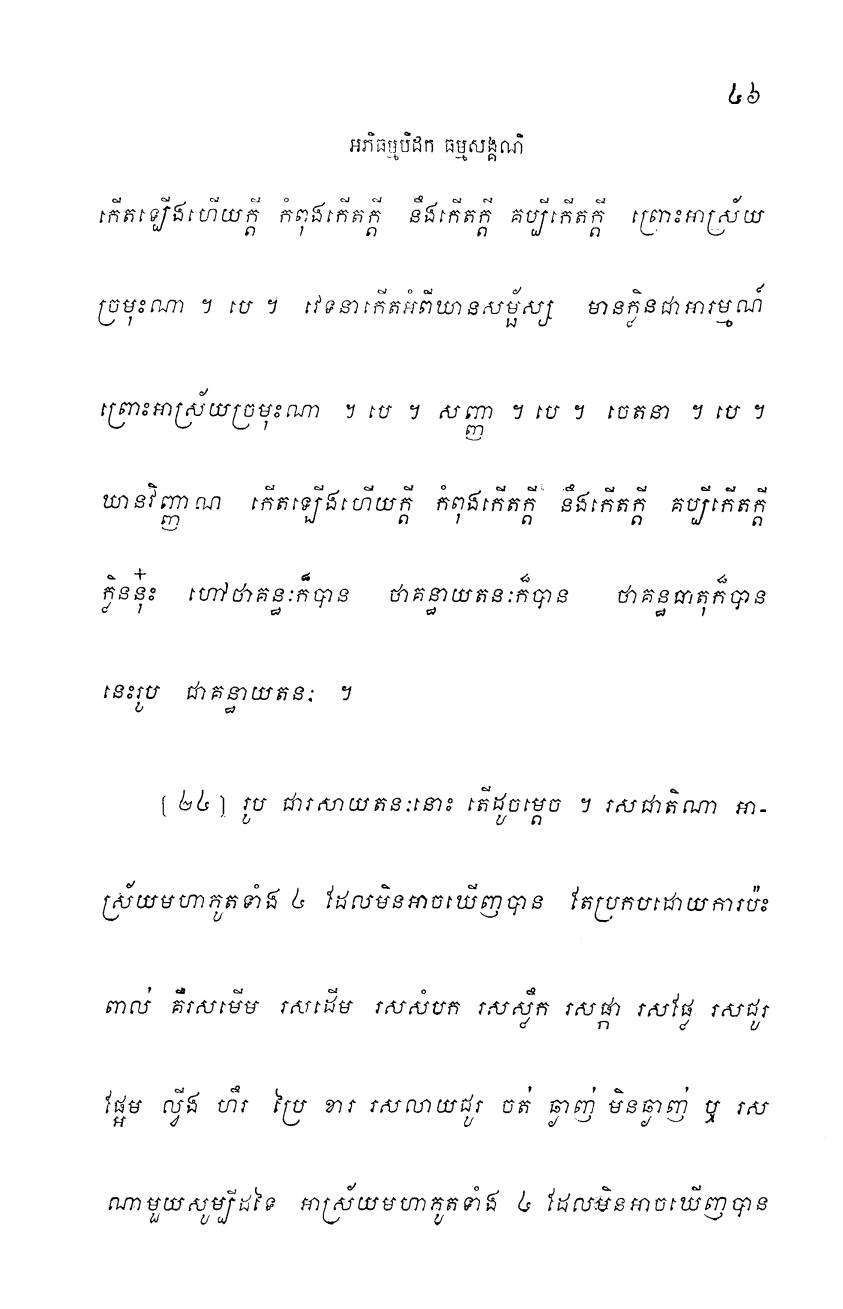 ៤៦
អភិធម្មបិដក ធម្មសង្គណិ
កើតឡើងហើយក្តី កំពុងកើតក្តី នឹងកើតក្តី គប្បីកើតក្តី ព្រោះអាស្រ័យ
ច្រមុះណា ។ បេ ។ វេទនាកើតអំពីឃានសម្ផ័ស្ស មានក្លិនជាអារម្មណ៍
ព្រោះអាស្រ័យច្រមុះណា ។ បេ ។ សញ្ញា ។ បេ ។ ចេតនា ។ បេ ។
ឃានវិញ្ញាណ កើតឡើងហើយក្តី កំពុងកើតក្តី នឹងកើតក្តី គប្បីកើតក្តី
ក្លិននុ៎ះ ហៅថាគន្ធៈក៏បាន ថាគន្ធាយតនៈក៏បាន ថាគន្ធធាតុក៏បាន
នេះរូប ជាគន្ធាយតនៈ ។
[ ២៤ ] រូប ជារសាយតនៈនោះ តើដូចម្តេច ។ រសជាតិណា អា-
ស្រ័យមហាភូតទាំង ៤ ដែលមិនអាចឃើញបាន តែប្រកបដោយការប៉ះ
ពាល់ គឺរសមើម រសដើម រសសំបក រសស្លឹក រសផ្កា រសផ្លែ រសជូរ
ផ្អែម ល្វីង ហឹរ ប្រៃ ខារ រសលាយជូរ ចត់ ឆ្ងាញ់ មិនឆ្ងាញ់ ឬ រស
ណាមួយសូម្បីដទៃ អាស្រ័យមហាភូតទាំង ៤ ដែលមិនអាចឃើញបាន